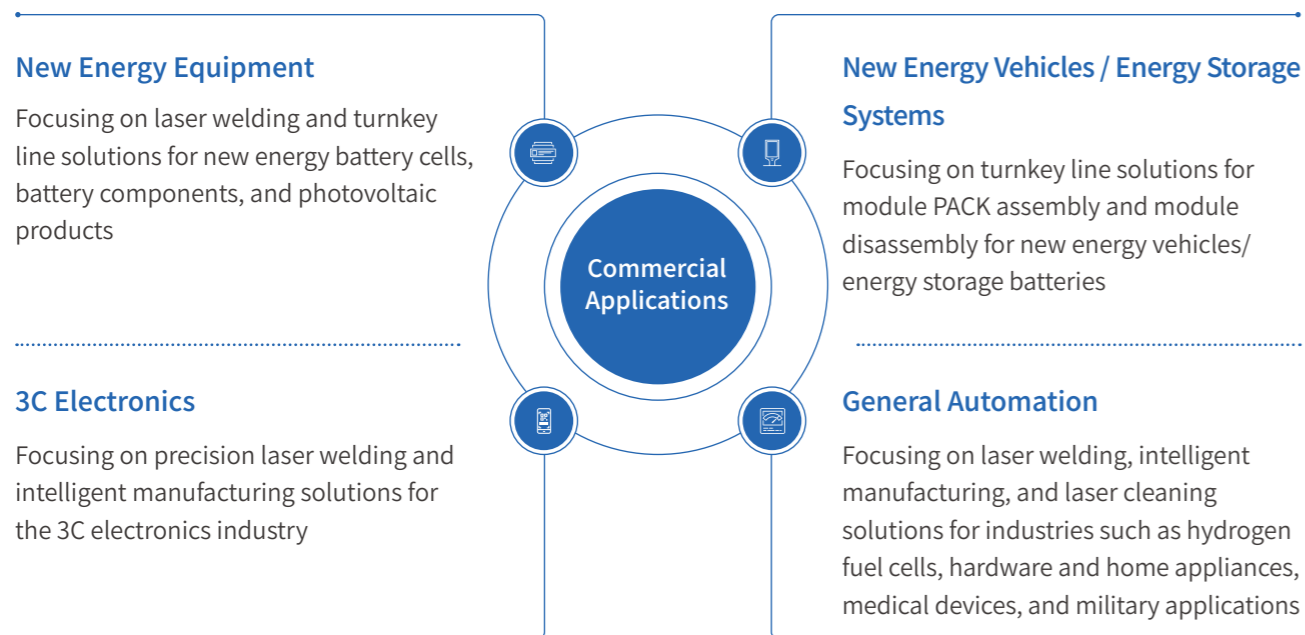 New Energy Equipment
Focusing on laser welding and turnkey
line solutions for new energy battery cells,
battery components, and photovoltaic
products
New Energy Vehicles / Energy Storage
Systems
Focusing on turnkey line solutions for
module PACK assembly and module
disassembly for new energy vehicles/
energy storage batteries
Commercial
Applications
3C Electronics
Focusing on precision laser welding and
intelligent manufacturing solutions for
the 3C electronics industry
General Automation
Focusing on laser welding, intelligent
manufacturing, and laser cleaning
solutions for industries such as hydrogen
fuel cells, hardware and home appliances,
medical devices, and military applications